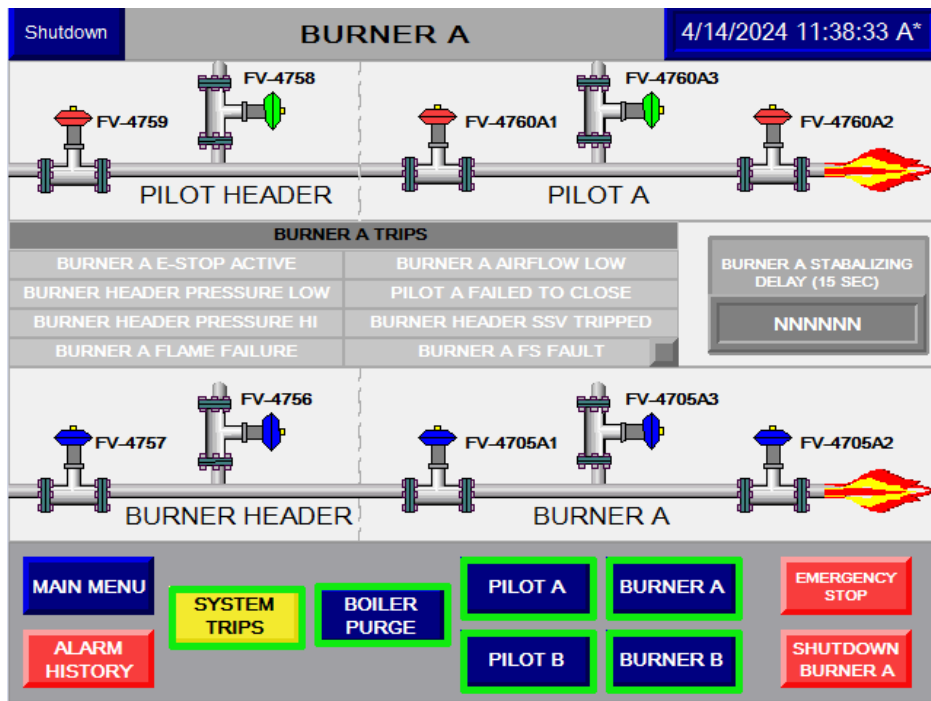 Shutdown
BURNER A
4/14/2024 11:38:33 A*
FV-4758
FV-4760A3
FV-4759
FV-4760A1
FV-4760A2
PILOT HEADER
PILOT A
BURNER A TRIPS
BURNER A E-STOP ACTIVE
BURNER A AIRFLOW LOW
BURNER HEADER PRESSURE LOW
PILOT A FAILED TO CLOSE
BURNER HEADER PRESSURE HI
BURNER HEADER SSV TRIPPED
BURNER A FLAME FAILURE
BURNER A FS FAULT
BURNER A STABALIZING
DELAY (15 SEC)
NNNNNN
FV-4756
FV-4705A3
FV-4757
FV-4705A1
FV-4705A2
BURNER HEADER
BURNER A
MAIN MENU
ALARM
HISTORY
SYSTEM
TRIPS
BOILER
PURGE
PILOT A
BURNER A
PILOT B
BURNER B
EMERGENCY
STOP
SHUTDOWN
BURNER A